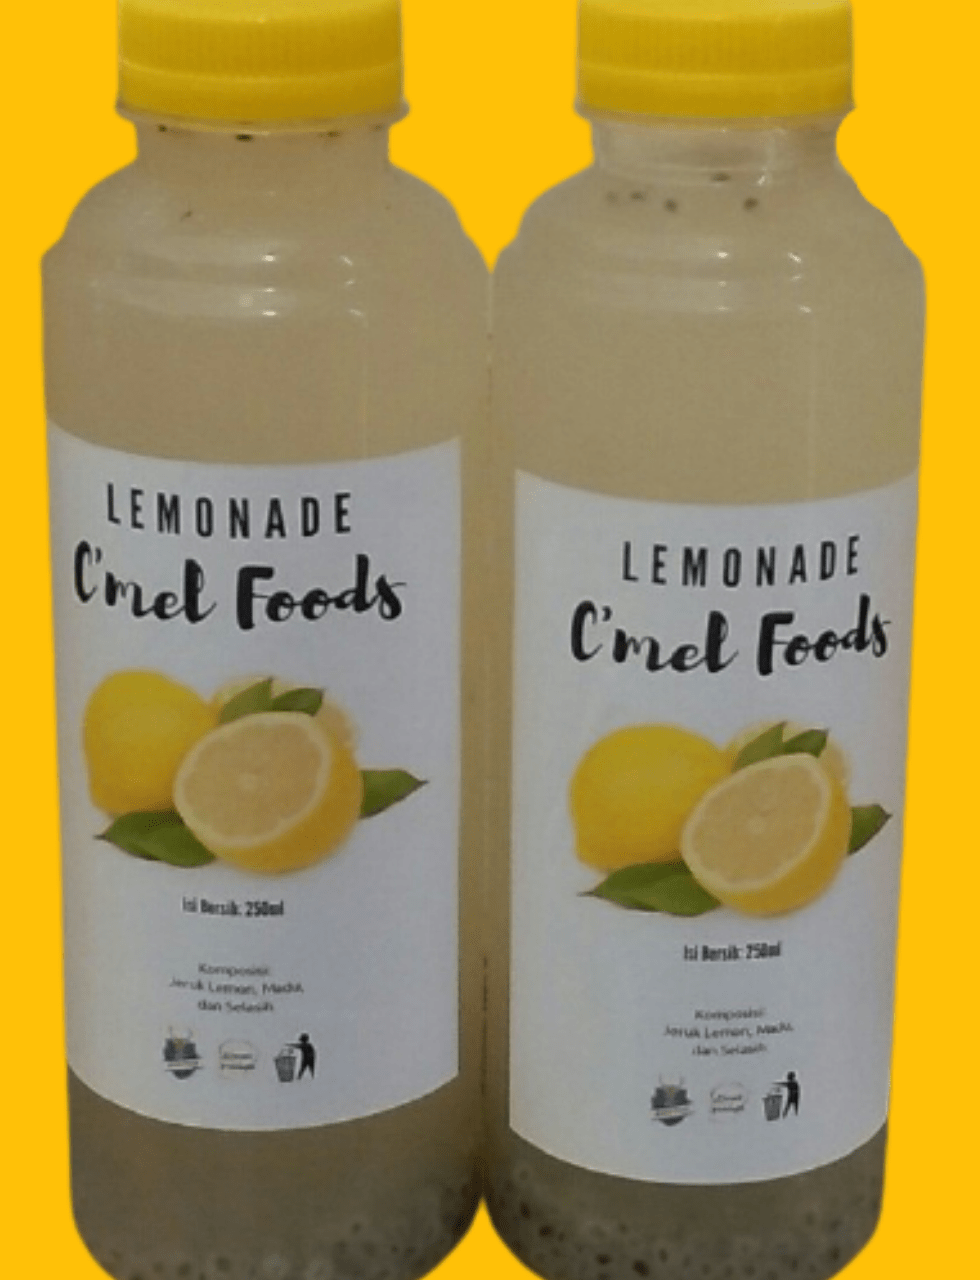 LEMONADE
C'mel Foods
Isi Bersih: 250ml
Komposisi:
Jeruk Lemon, Madu,
dan Selasih
LEMONADE
C'mel Foods
Isi Bersih: 250ml
Komposisi:
Jeruk Lemon, Madu,
dan Selasih